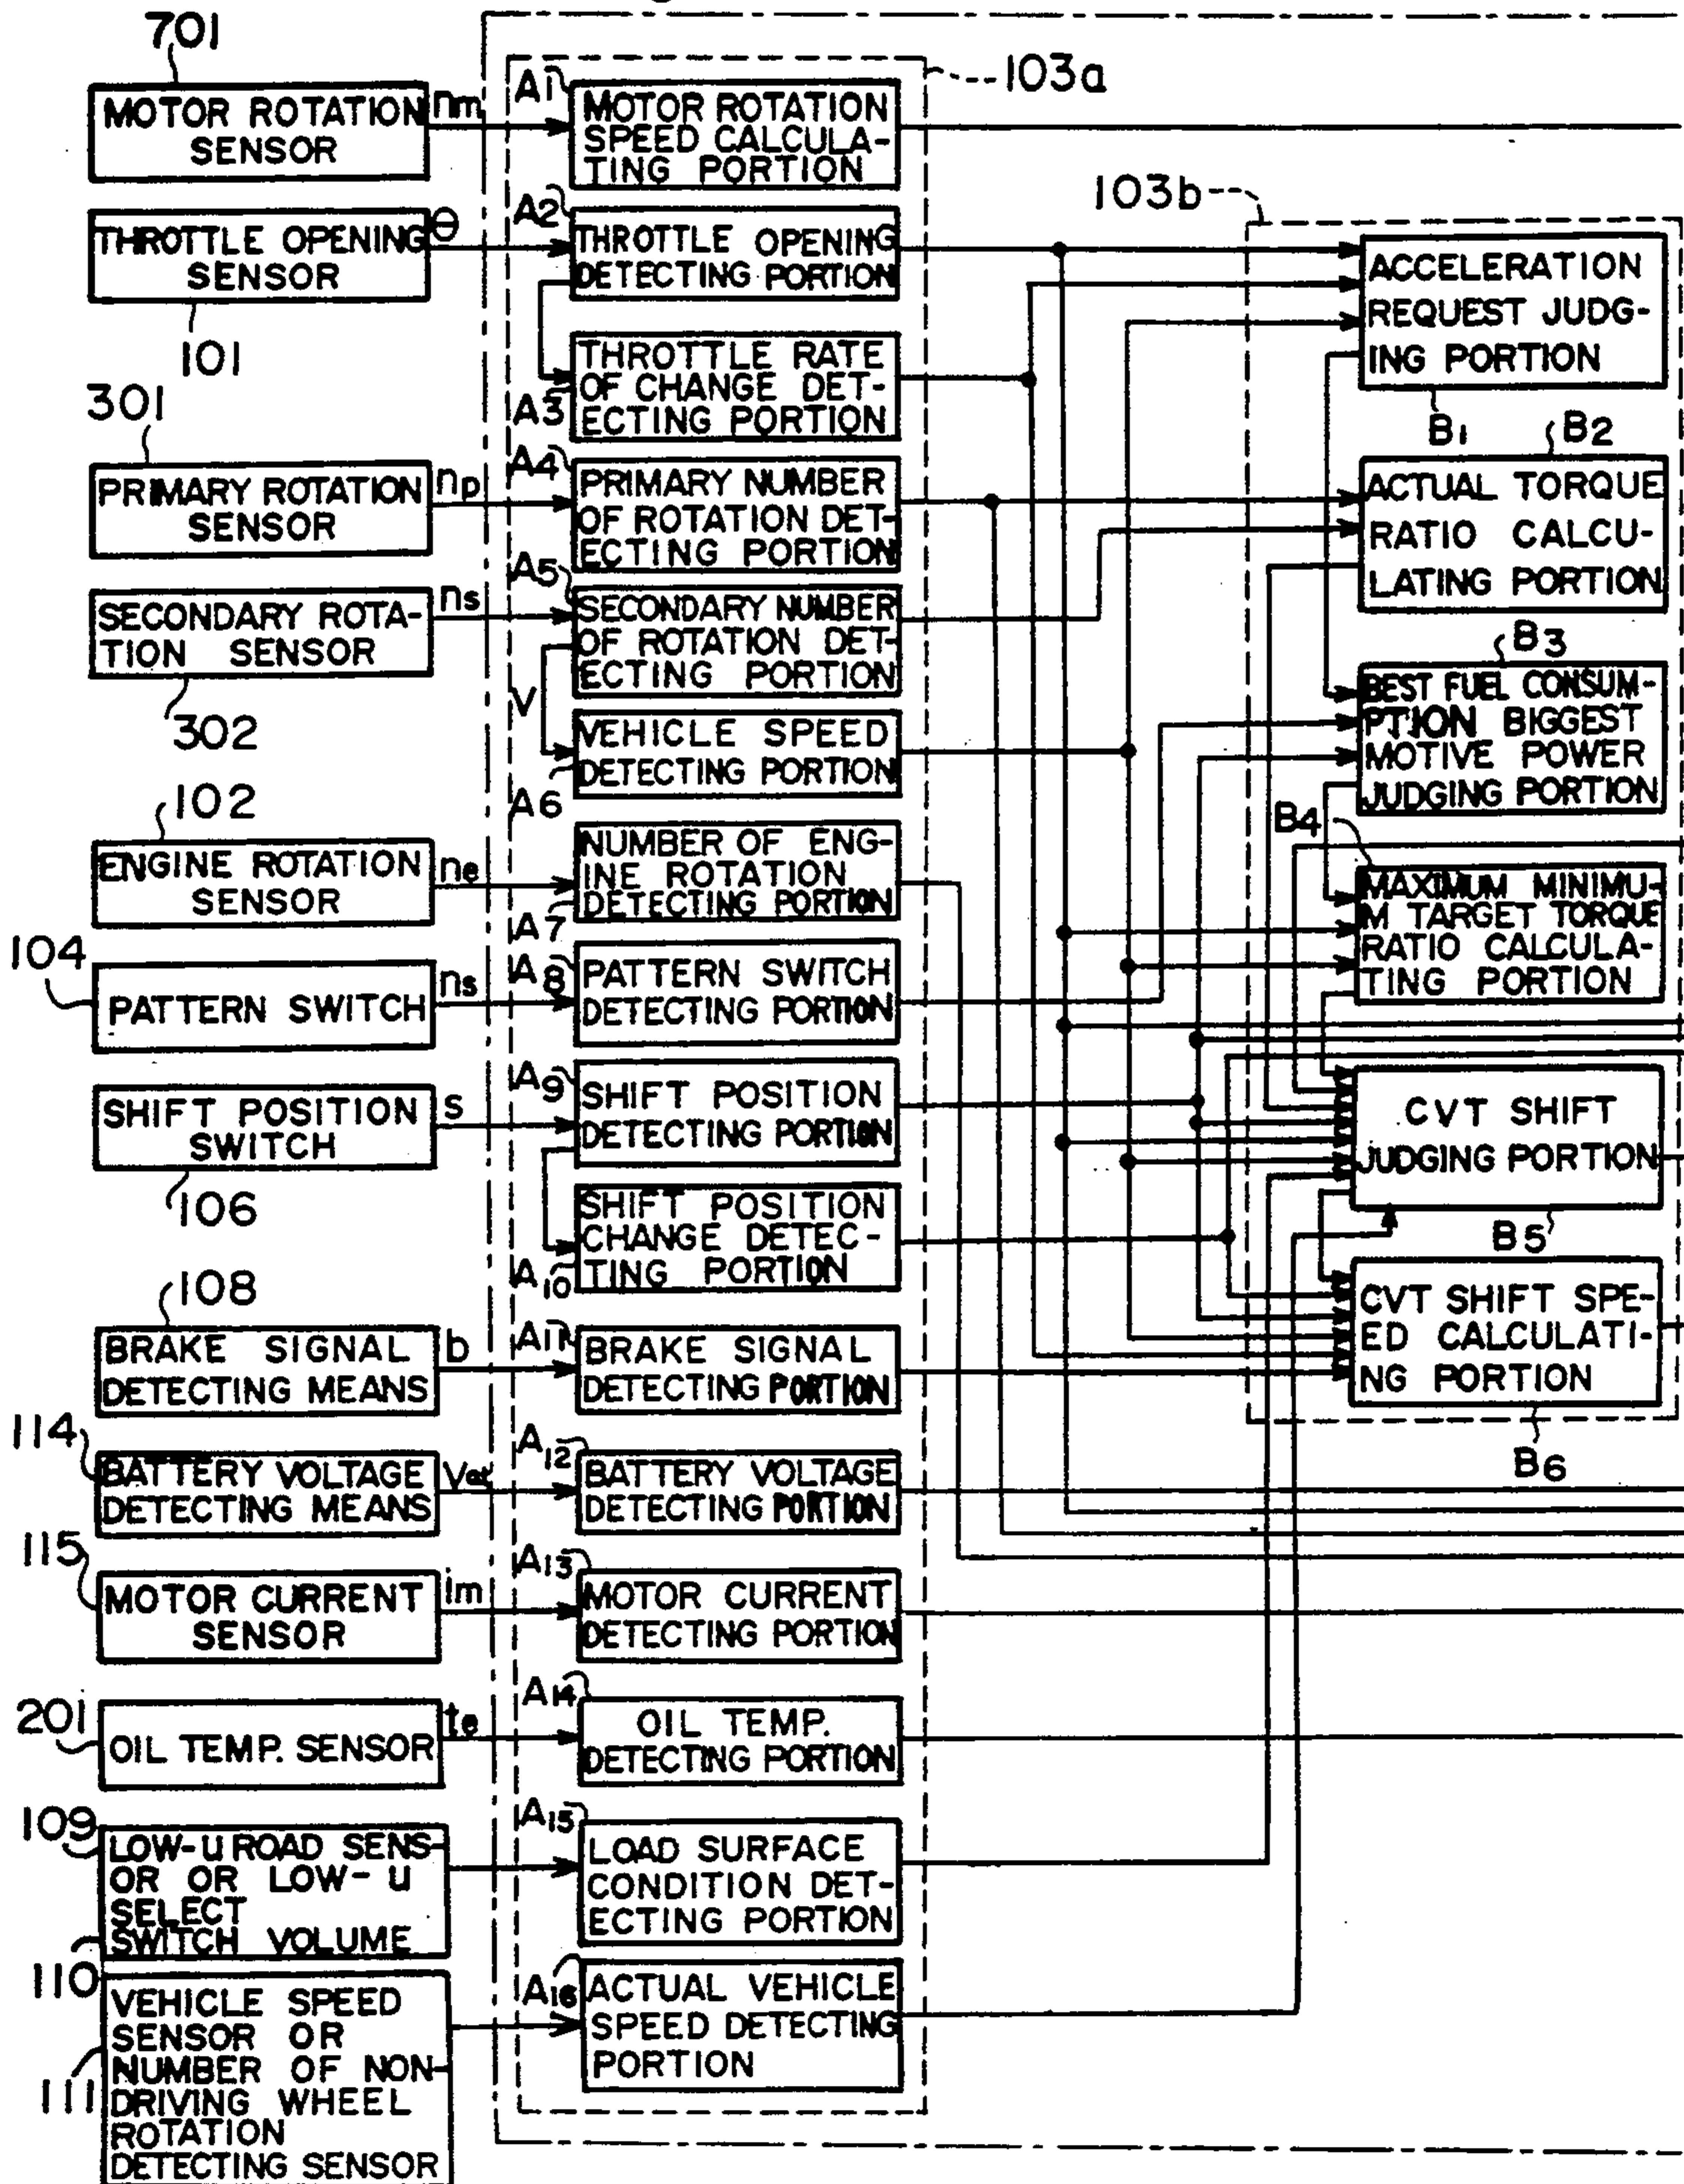 701
MOTOR ROTATION
SENSOR
nm
A1
MOTOR ROTATION
SPEED CALCULA-
TING PORTION
103a
THROTTLE OPENING
SENSOR
θ
101
A2
THROTTLE OPENING
DETECTING PORTION
103b
ACCELERATION
REQUEST JUDG-
ING PORTION
B1
A3
THROTTLE RATE
OF CHANGE DET-
ECTING PORTION
301
PRIMARY ROTATION
SENSOR
np
A4
PRIMARY NUMBER
OF ROTATION DET-
ECTING PORTION
B2
ACTUAL TORQUE
RATIO CALCU-
LATING PORTION
SECONDARY ROTA-
TION SENSOR
ns
302
A5
SECONDARY NUMBER
OF ROTATION DET-
ECTING PORTION
V
B3
BEST FUEL CONSUM-
PTION BIGGEST
MOTIVE POWER
JUDGING PORTION
VEHICLE SPEED
DETECTING PORTION
A6
102
ENGINE ROTATION
SENSOR
ne
NUMBER OF ENG-
INE ROTATION
DETECTING PORTION
A7
B4
MAXIMUM MINIMU-
M TARGET TORQUE
RATIO CALCULA-
TING PORTION
104
PATTERN SWITCH
ns
A8
PATTERN SWITCH
DETECTING PORTION
SHIFT POSITION
SWITCH
s
106
A9
SHIFT POSITION
DETECTING PORTION
CVT SHIFT
JUDGING PORTION
B5
SHIFT POSITION
CHANGE DETEC-
TING PORTION
A10
CVT SHIFT SPE-
ED CALCULATI-
NG PORTION
B6
108
BRAKE SIGNAL
DETECTING MEANS
b
A11
BRAKE SIGNAL
DETECTING PORTION
114
BATTERY VOLTAGE
DETECTING MEANS
A12
BATTERY VOLTAGE
DETECTING PORTION
115
MOTOR CURRENT
SENSOR
im
A13
MOTOR CURRENT
DETECTING PORTION
201
OIL TEMP. SENSOR
te
A14
OIL TEMP.
DETECTING PORTION
109
LOW-u ROAD SENS-
OR OR LOW-u
SELECT
SWITCH VOLUME
110
A15
LOAD SURFACE
CONDITION DET-
ECTING PORTION
VEHICLE SPEED
SENSOR OR
NUMBER OF NON-
DRIVING WHEEL
ROTATION
DETECTING SENSOR
111
A16
ACTUAL VEHICLE
SPEED DETECTING
PORTION